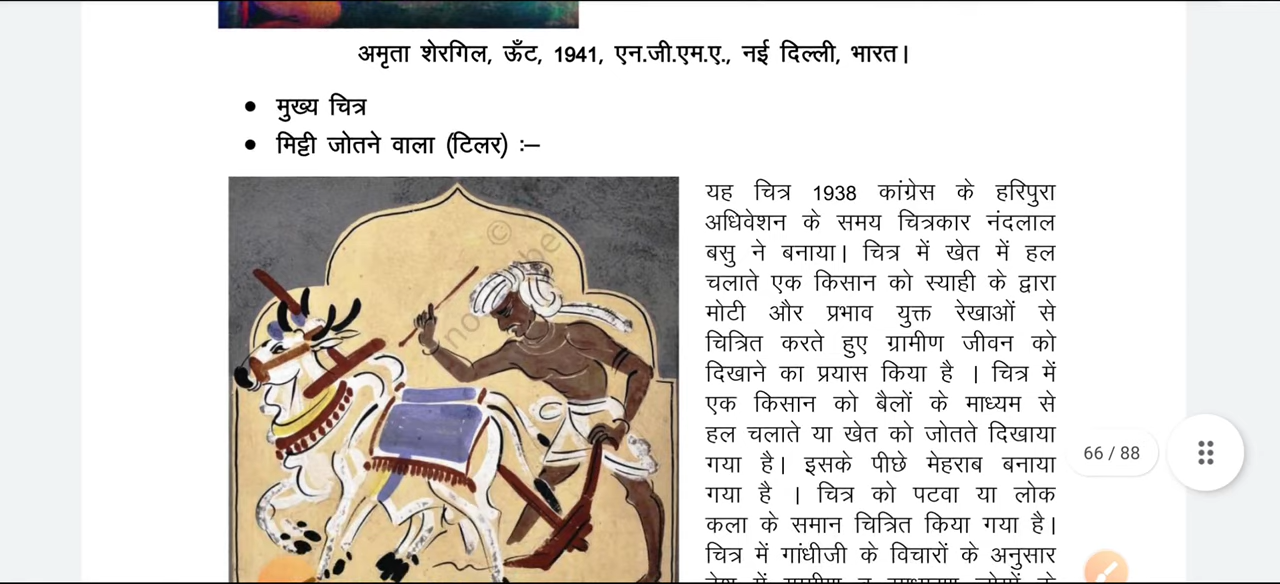 अमृता शेरगिल, ऊँट, 1941, एन.जी.एम.ए., नई दिल्ली, भारत।
• मुख्य चित्र
• मिट्टी जोतने वाला (टिलर) :–
यह चित्र 1938 कांग्रेस के हरिपुरा
अधिवेशन के समय चित्रकार नंदलाल
बसु ने बनाया। चित्र में खेत में हल
चलाते एक किसान को स्याही के द्वारा
मोटी और प्रभाव युक्त रेखाओं से
चित्रित करते हुए ग्रामीण जीवन को
दिखाने का प्रयास किया है । चित्र में
एक किसान को बैलों के माध्यम से
हल चलाते या खेत को जोतते दिखाया
गया है। इसके पीछे मेहराब बनाया
गया है । चित्र को पटवा या लोक
कला के समान चित्रित किया गया है।
चित्र में गांधीजी के विचारों के अनुसार
66 / 88